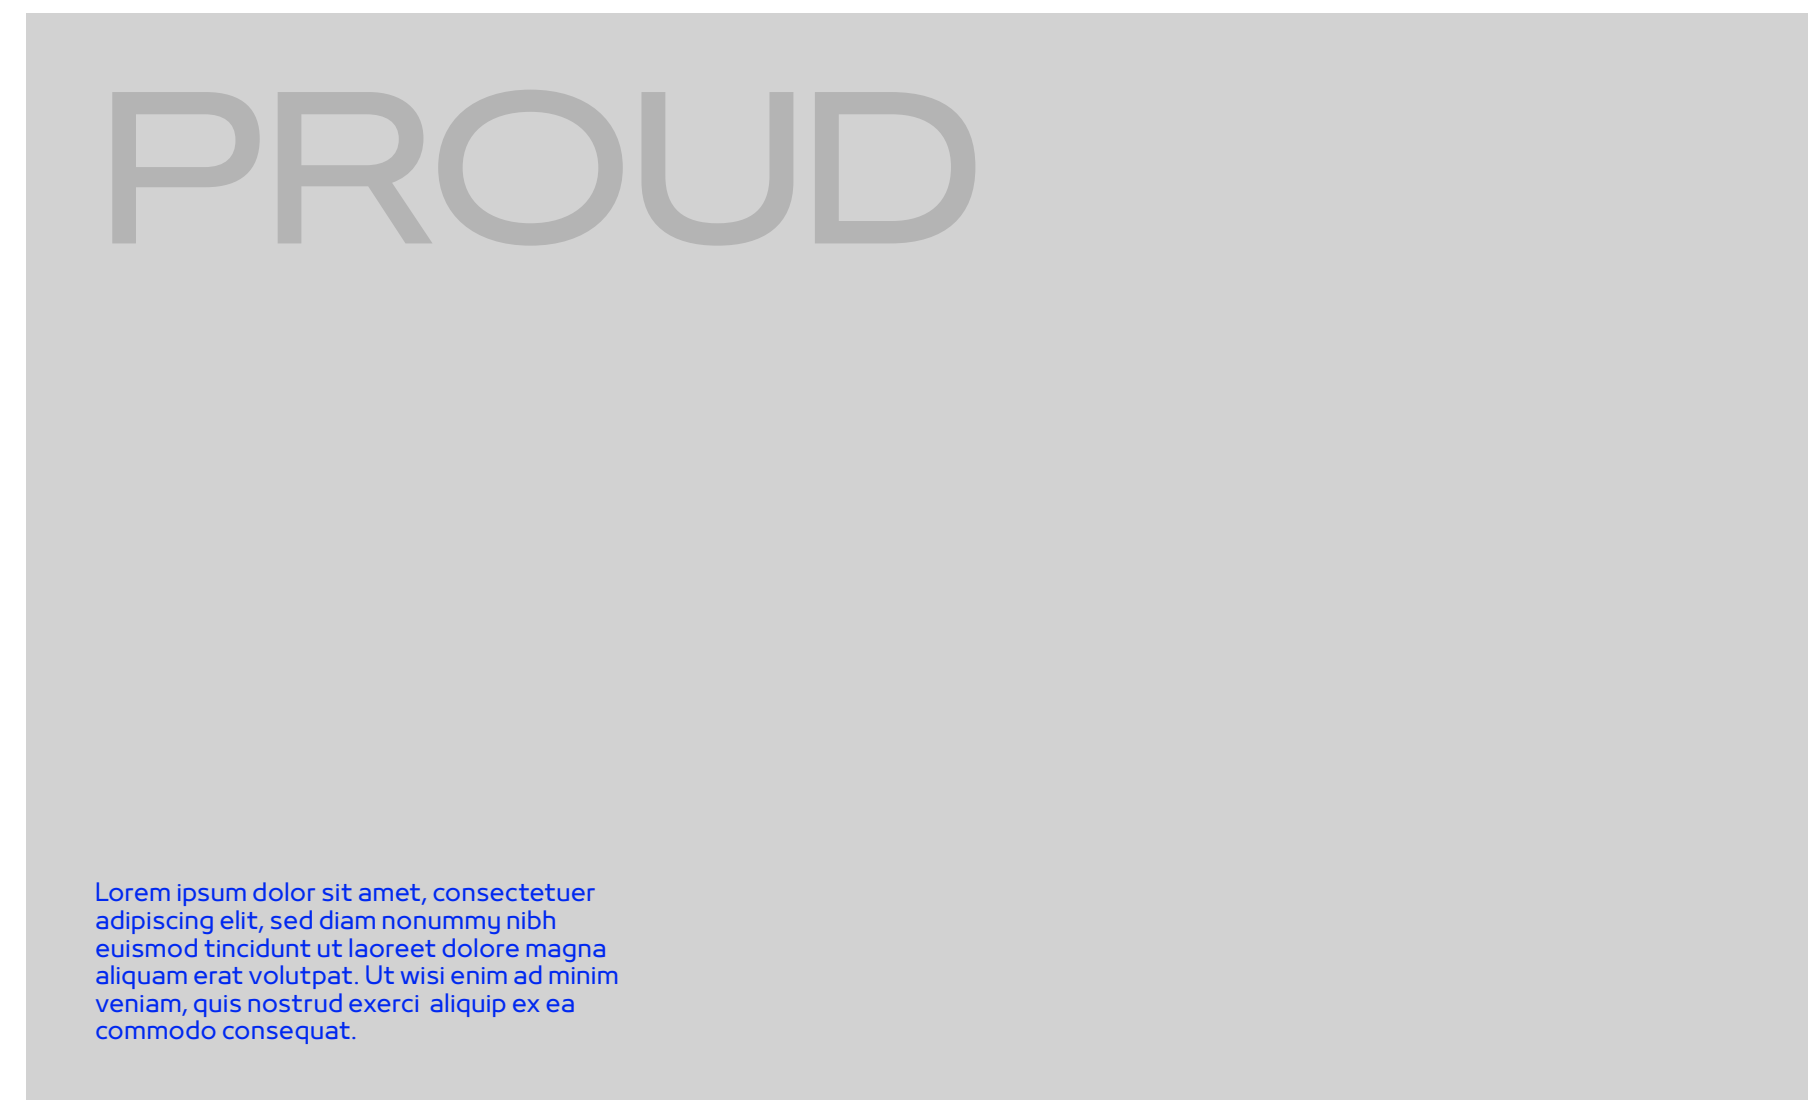 PROUD
Lorem ipsum dolor sit amet, consectetuer
adipiscing elit, sed diam nonummy nibh
euismod tincidunt ut laoreet dolore magna
aliquam erat volutpat. Ut wisi enim ad minim
veniam, quis nostrud exerci  aliquip ex ea
commodo consequat.